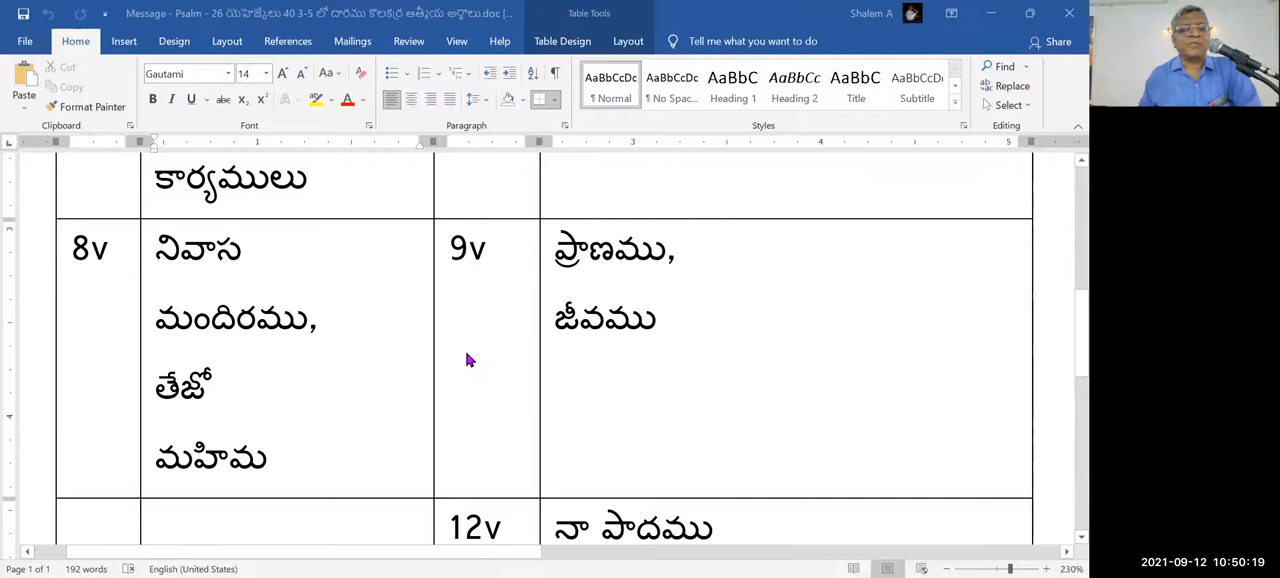 Message - Psalm - 26 యెహెజ్కేలు 40 3-5 లో దారము కొలకర్ర ఆత్మీయ అర్థాలు.doc [...
Table Tools
Shalem A
File Home Insert Design Layout References Mailings Review View Help Table Design Layout Tell me what you want to do Share
Paste
Cut
Copy
Format Painter
Clipboard
Gautami 14
Font
Paragraph
AaBbCcDc AaBbCcDc AaBbC AaBbCc AaBbC AaBbCcD
¶ Normal ¶ No Spac... Heading 1 Heading 2 Title Subtitle
Styles
Find
Replace
Select
Editing
1 3 4 5
కార్యములు
8v నివాస 9v ప్రాణము,
మందిరము, జీవము
తేజో
మహిమ
12v నా పాదము
Page 1 of 1 192 words English (United States) 230%
2021-09-12 10:50:19